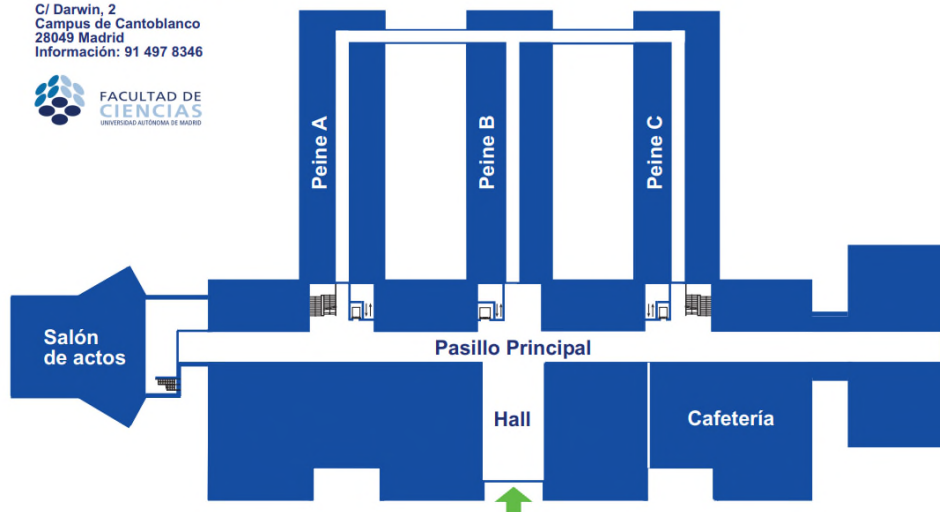 C/ Darwin, 2
Campus de Cantoblanco
28049 Madrid
Información: 91 497 8346
FACULTAD DE
CIENCIAS
UNIVERSIDAD AUTÓNOMA DE MADRID
Peine A
Peine B
Peine C
Salón
de actos
Pasillo Principal
Hall
Cafetería